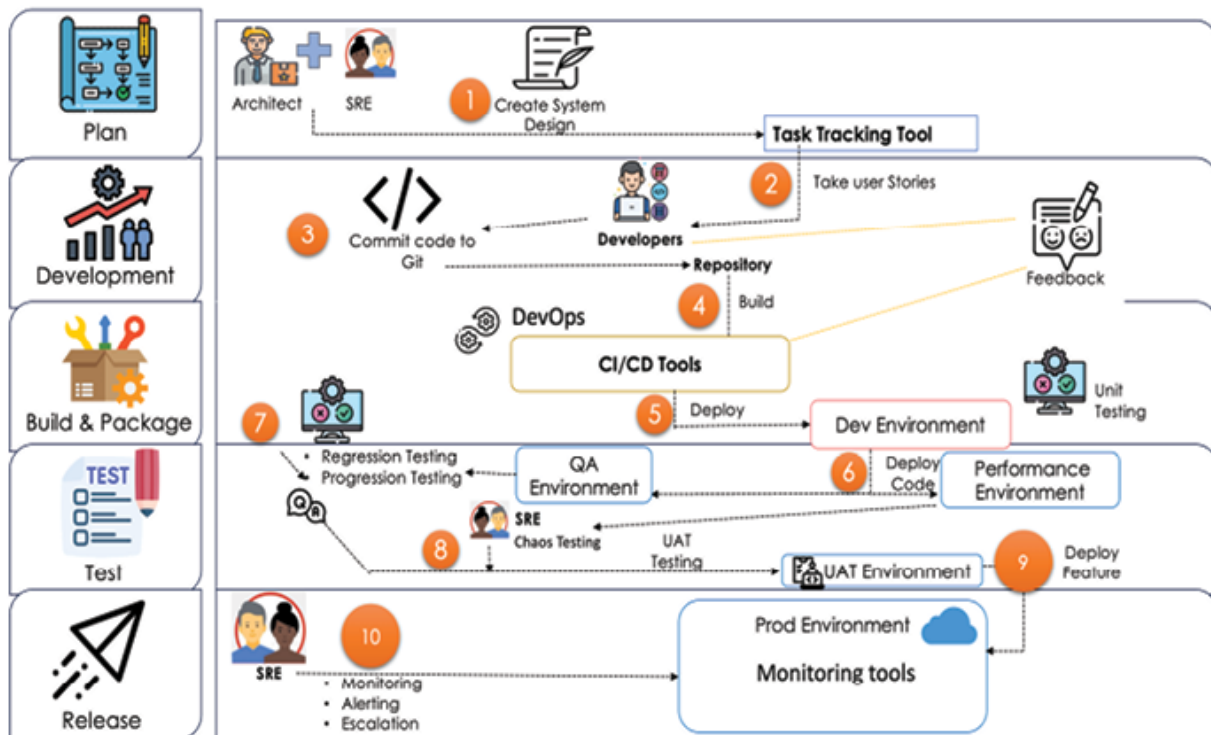 Plan
Architect
SRE
1
Create System
Design
Task Tracking Tool
Development
2
Take user Stories
3
Commit code to
Git
Developers
Repository
Feedback
4
Build
Build & Package
DevOps
CI/CD Tools
Unit
Testing
5
Deploy
Dev Environment
7
TEST
Test
• Regression Testing
• Progression Testing
QA
Environment
6
Deploy
Code
Performance
Environment
Q
A
8
SRE
Chaos Testing
UAT
Testing
UAT Environment
9
Deploy
Feature
Release
SRE
10
• Monitoring
• Alerting
• Escalation
Prod Environment
Monitoring tools